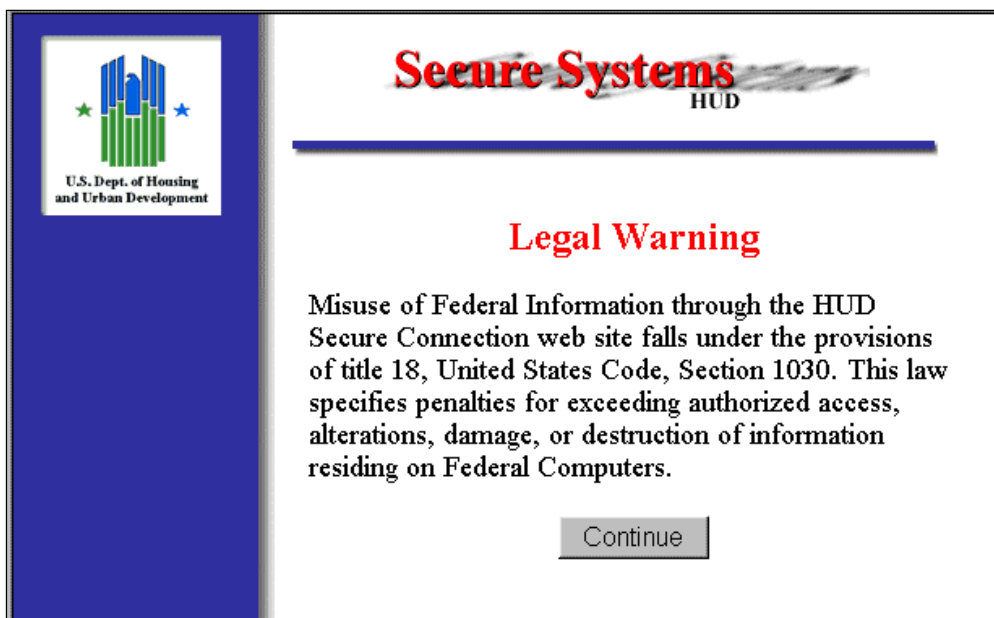 U.S. Dept. of Housing
and Urban Development
Secure Systems
HUD
Legal Warning
Misuse of Federal Information through the HUD
Secure Connection web site falls under the provisions
of title 18, United States Code, Section 1030. This law
specifies penalties for exceeding authorized access,
alterations, damage, or destruction of information
residing on Federal Computers.
Continue